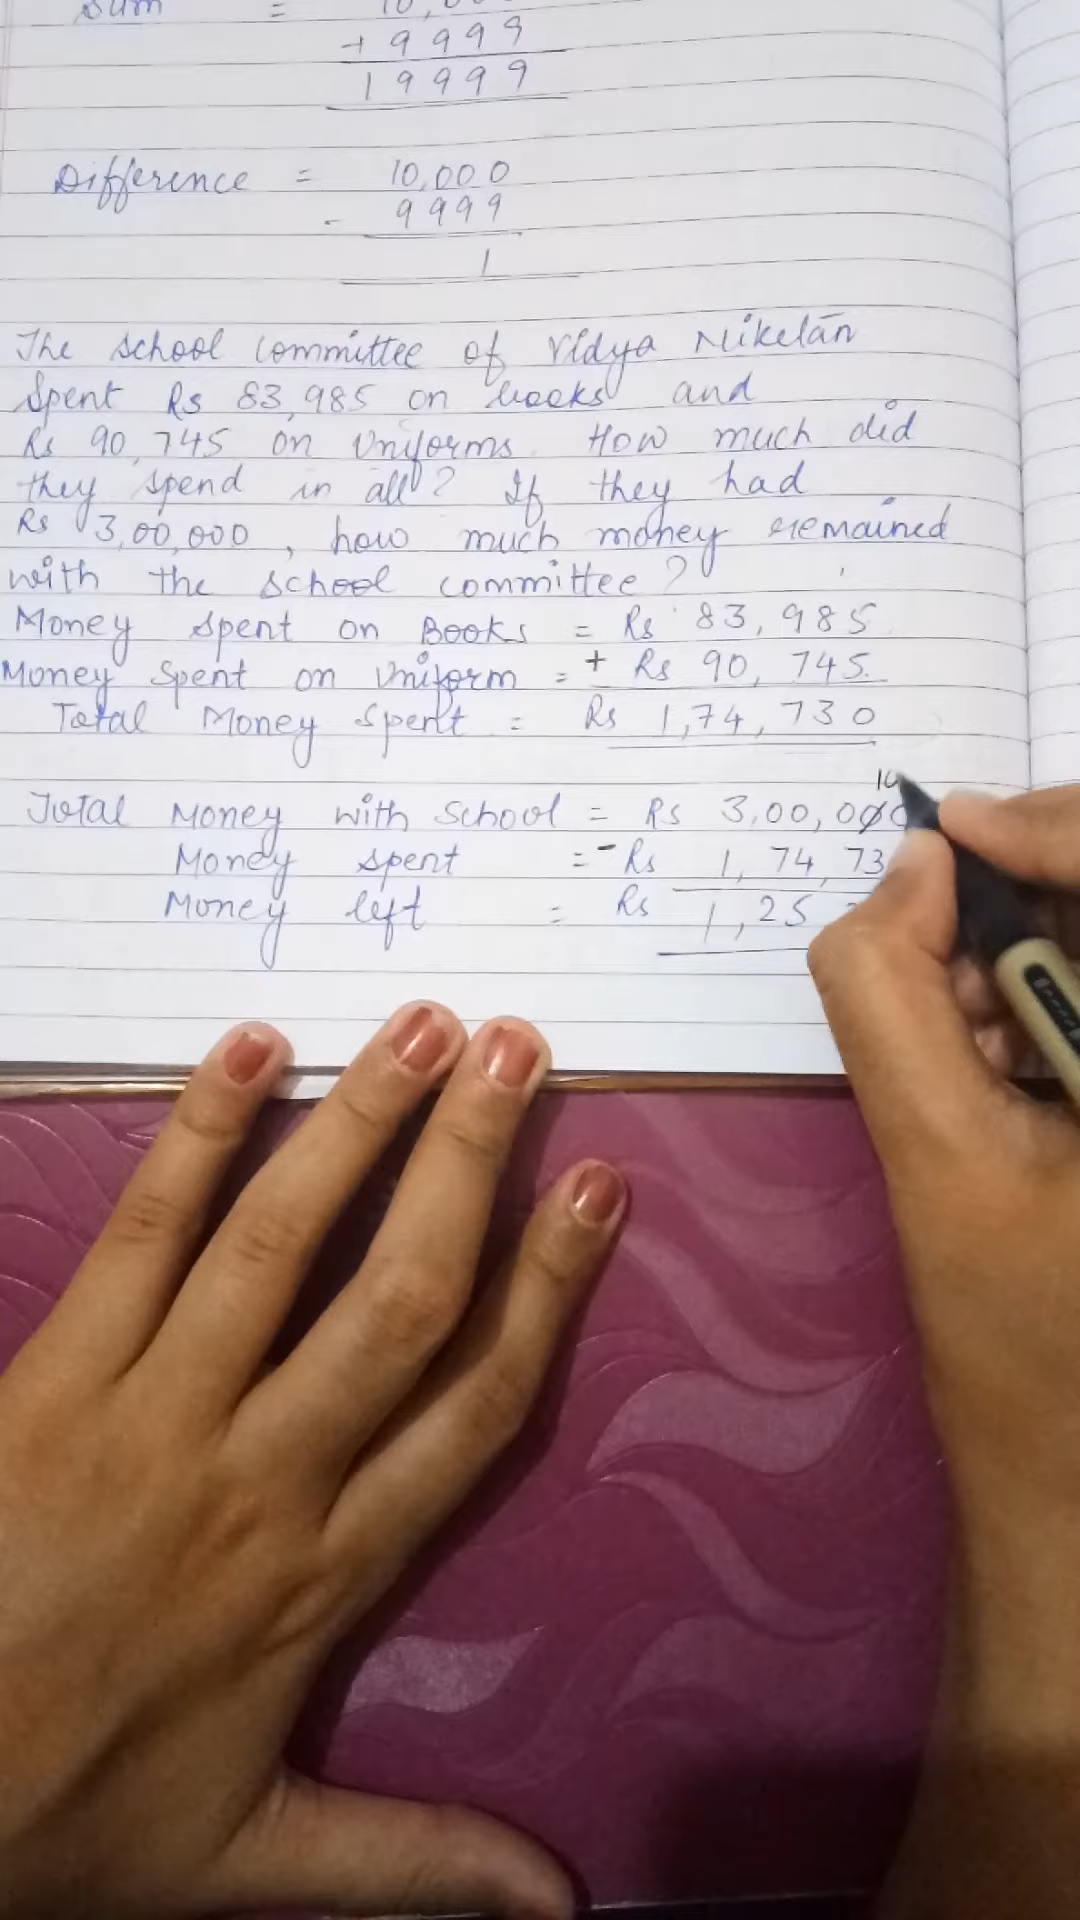 Sum =
+ 9999
19999
Difference = 10,000
- 9999
1
The school committee of Vidya Niketan
Spent Rs 83,985 on books and
Rs 90,745 on Uniforms. How much did
they spend in all? If they had
Rs 3,00,000, how much money remained
with the school committee?
Money spent on Books = Rs 83,985
Money Spent on Uniform = + Rs 90,745
Total Money Spent = Rs 1,74,730
10
Total Money with School = Rs 3,00,000
Money spent = - Rs 1,74,73
Money left = Rs 1,25